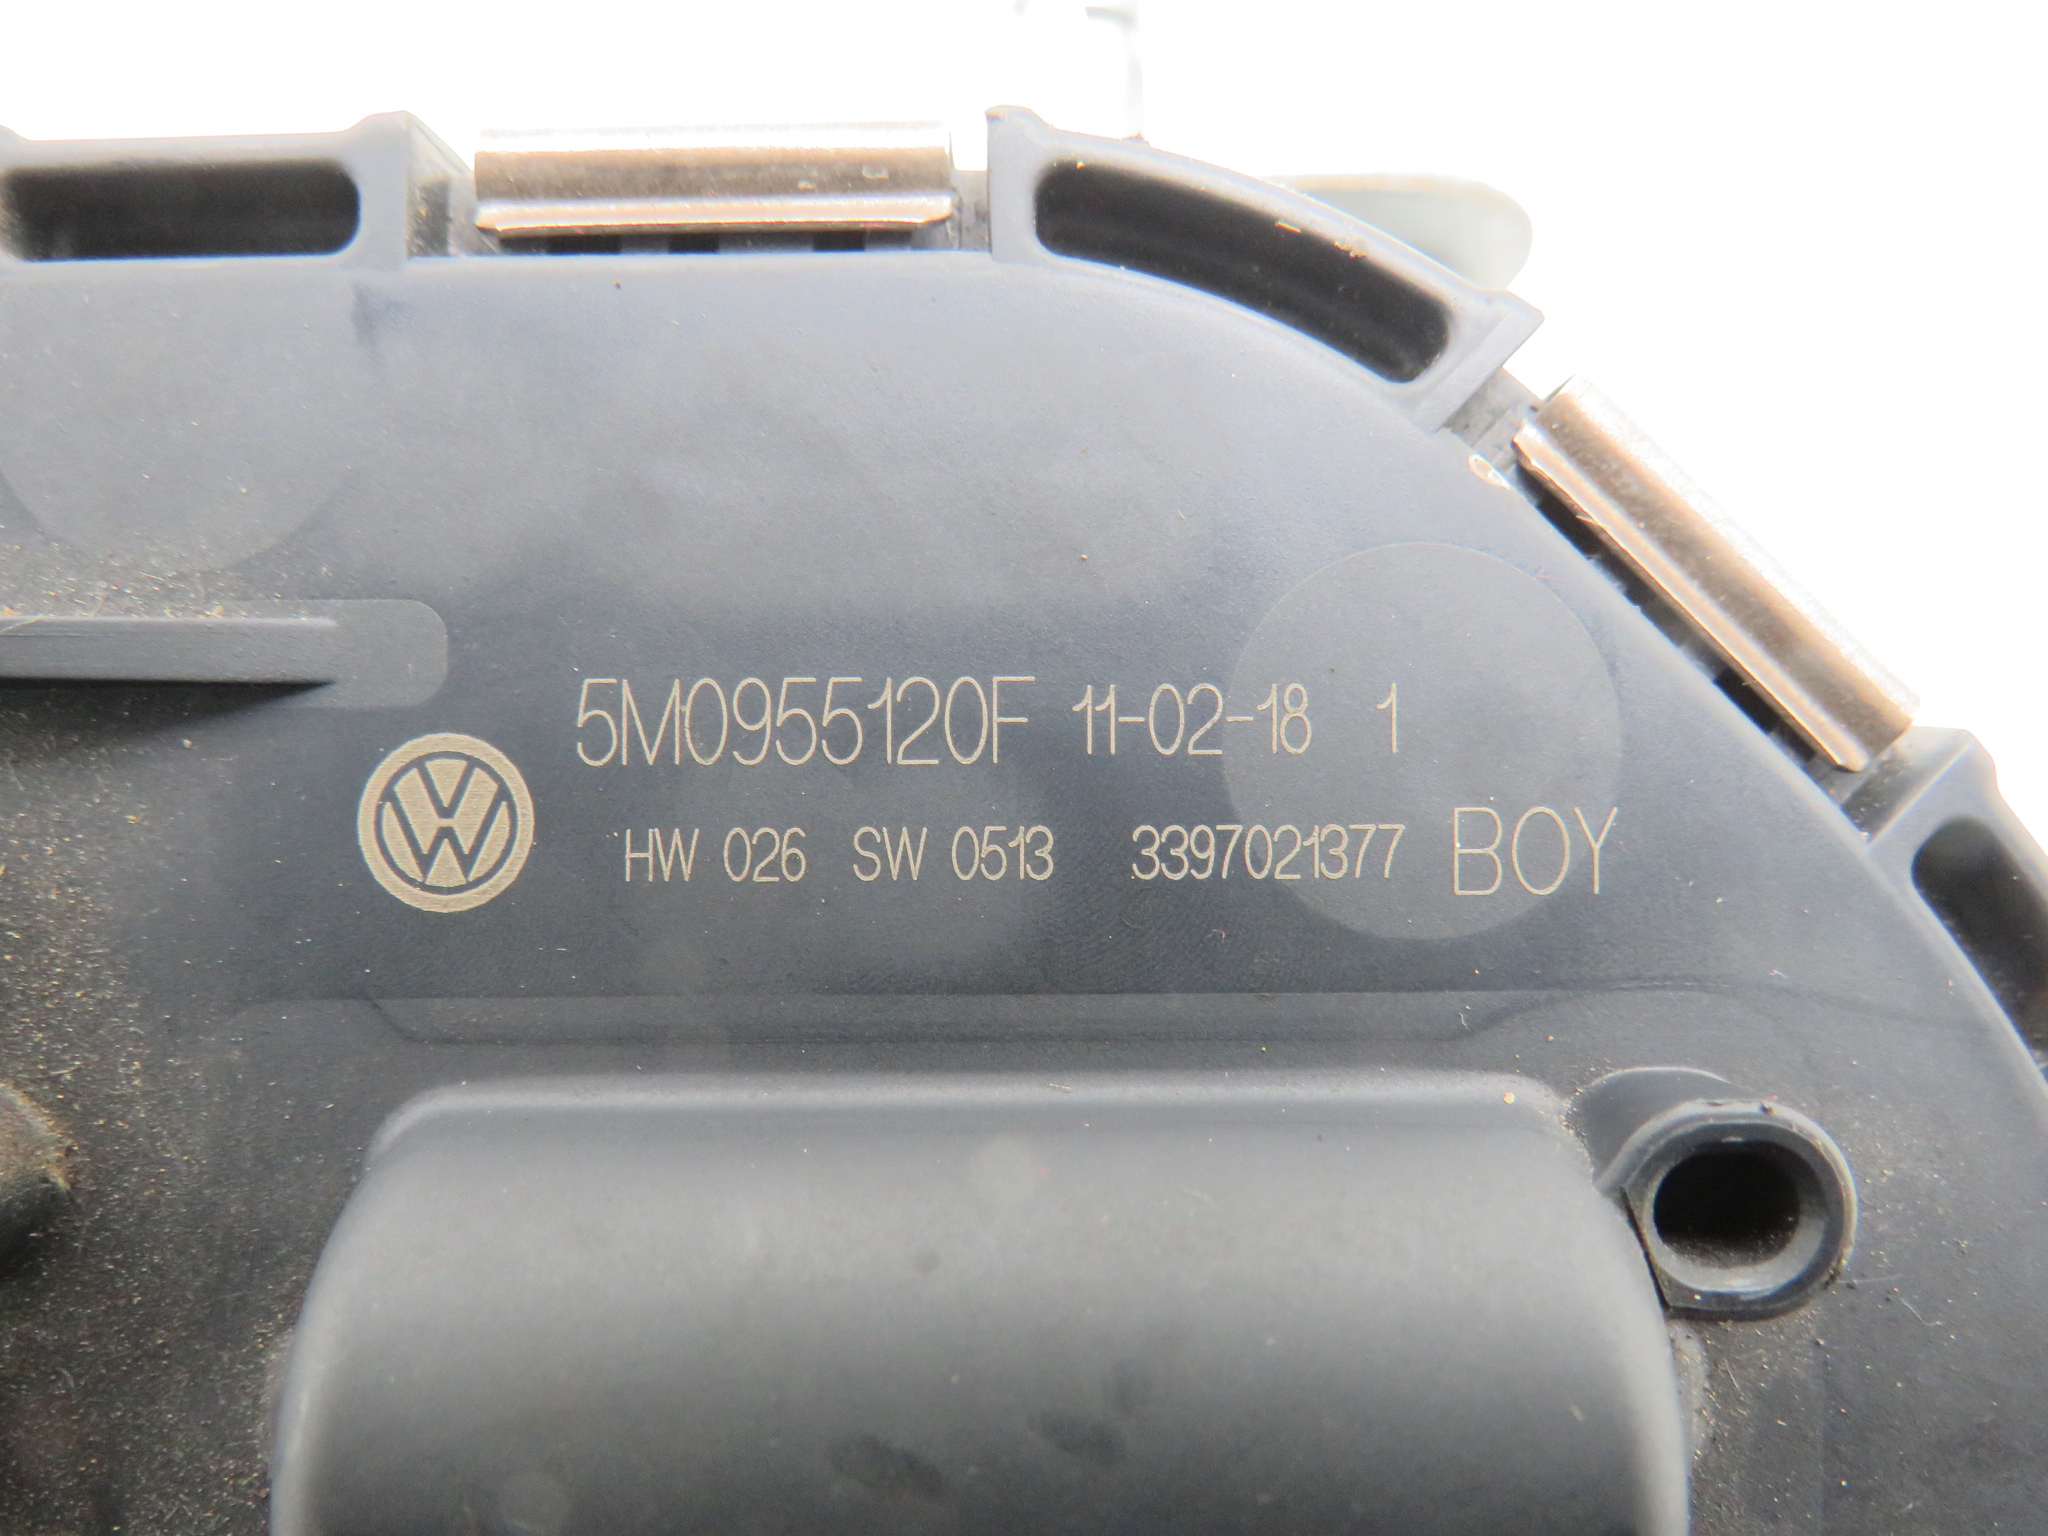 5M0955120F 11-02-18 1
HW 026 SW 0513 3397021377 BOY